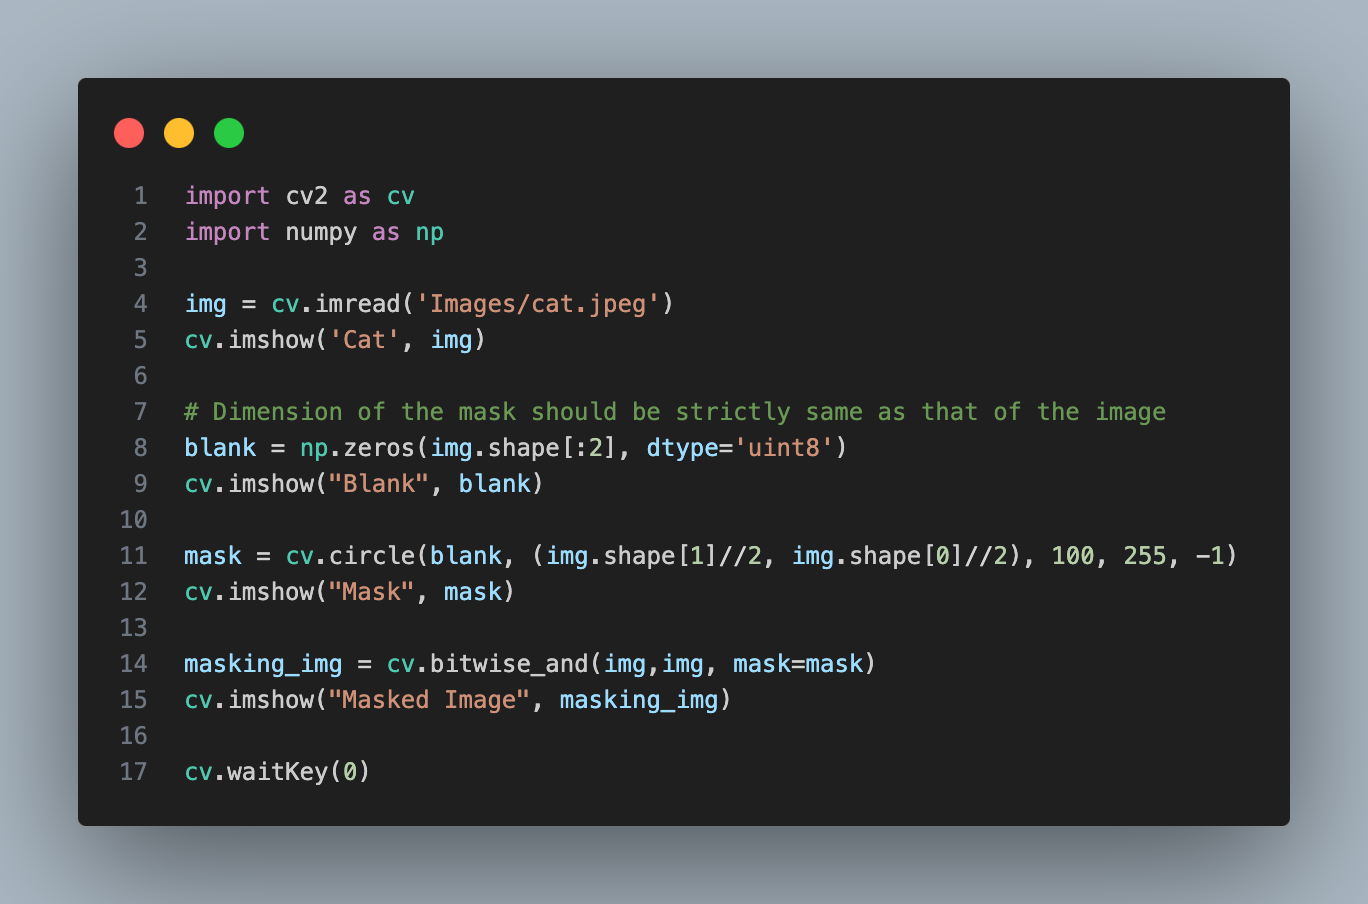 1 import cv2 as cv
2 import numpy as np
3
4 img = cv.imread('Images/cat.jpeg')
5 cv.imshow('Cat', img)
6
7 # Dimension of the mask should be strictly same as that of the image
8 blank = np.zeros(img.shape[:2], dtype='uint8')
9 cv.imshow("Blank", blank)
10
11 mask = cv.circle(blank, (img.shape[1]//2, img.shape[0]//2), 100, 255, -1)
12 cv.imshow("Mask", mask)
13
14 masking_img = cv.bitwise_and(img,img, mask=mask)
15 cv.imshow("Masked Image", masking_img)
16
17 cv.waitKey(0)